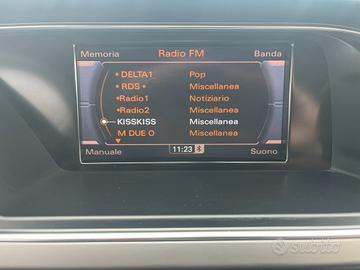 Memoria Radio FM Banda
DELTA1 Pop
RDS Miscellanea
Radio1 Notiziario
Radio2 Miscellanea
KISSKISS Miscellanea
M DUE O Miscellanea
Manuale 11:23 Suono
subito